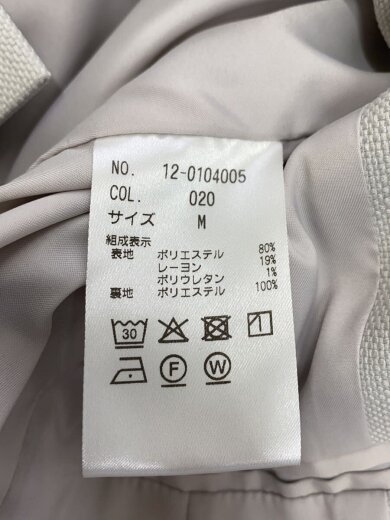 NO. 12-0104005
COL. 020
サイズ M
組成表示
表地 ポリエステル 80%
レーヨン 19%
ポリウレタン 1%
裏地 ポリエステル 100%
30
F W